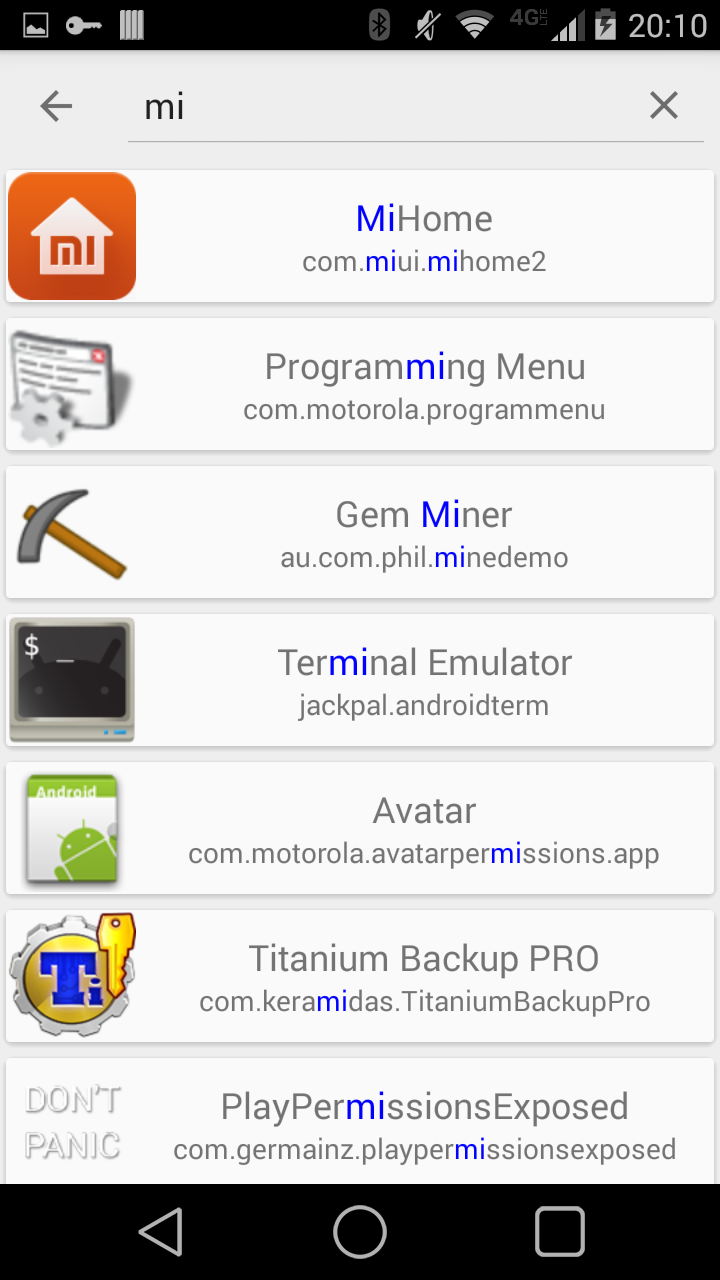 4G LTE 20:10
mi
MI
MiHome
com.miui.mihome2
Programming Menu
com.motorola.programmenu
Gem Miner
au.com.phil.minedemo
$ _
Terminal Emulator
jackpal.androidterm
Android
Avatar
com.motorola.avatarpermissions.app
Ti
Titanium Backup PRO
com.keramidas.TitaniumBackupPro
DON'T
PANIC
PlayPermissionsExposed
com.germainz.playpermissionsexposed